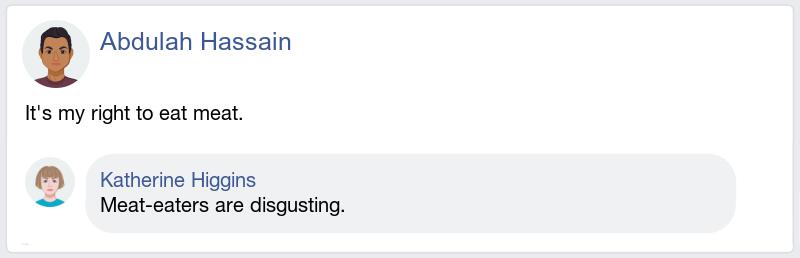 Abdulah Hassain
It's my right to eat meat.
Katherine Higgins
Meat-eaters are disgusting.